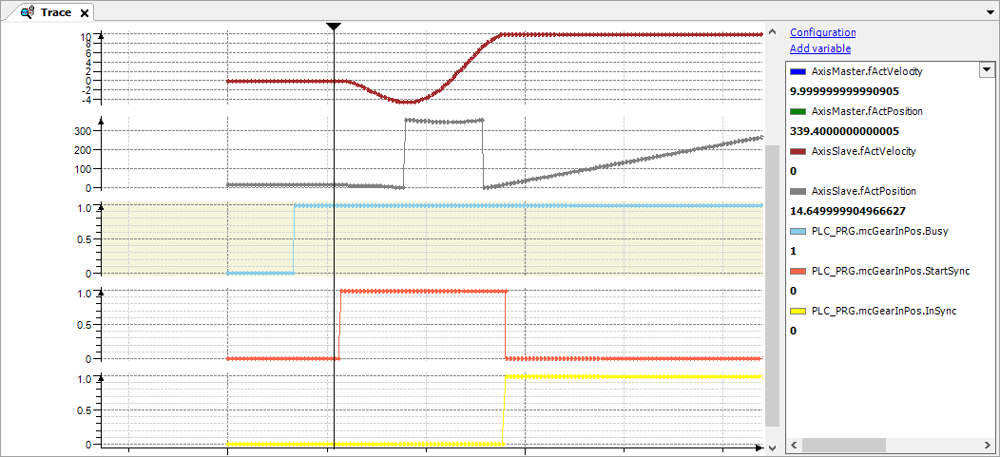 Trace
10
8
6
4
2
0
-2
-4
300
200
100
0
1.0
0.5
0
1.0
0.5
0
1.0
0.5
0
Configuration
Add variable
AxisMaster.fActVelocity
9.999999999990905
AxisMaster.fActPosition
339.4000000000005
AxisSlave.fActVelocity
0
AxisSlave.fActPosition
14.649999904966627
PLC_PRG.mcGearInPos.Busy
1
PLC_PRG.mcGearInPos.StartSync
0
PLC_PRG.mcGearInPos.InSync
0